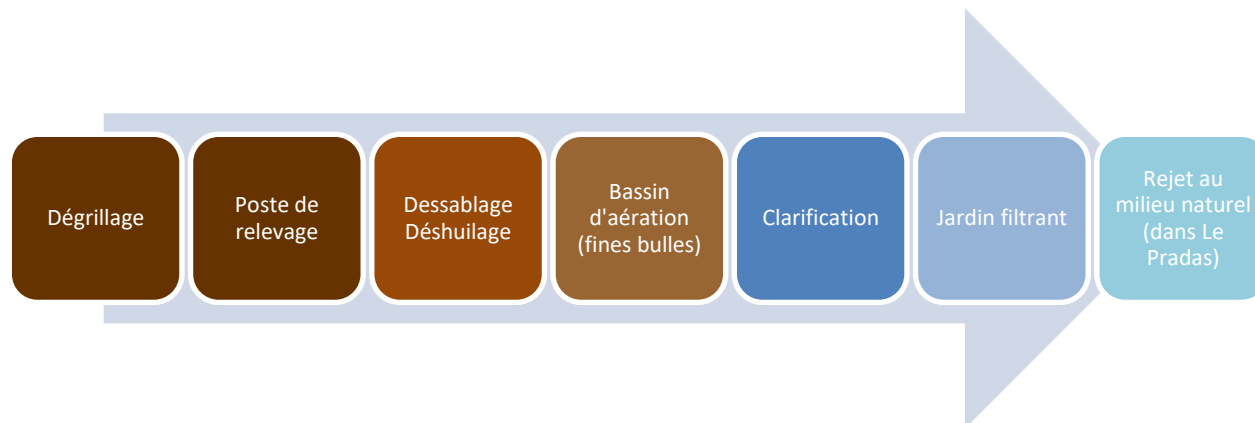 Dégrillage
Poste de
relevage
Dessablage
Déshuilage
Bassin
d'aération
(fines bulles)
Clarification
Jardin filtrant
Rejet au
milieu naturel
(dans Le
Pradas)